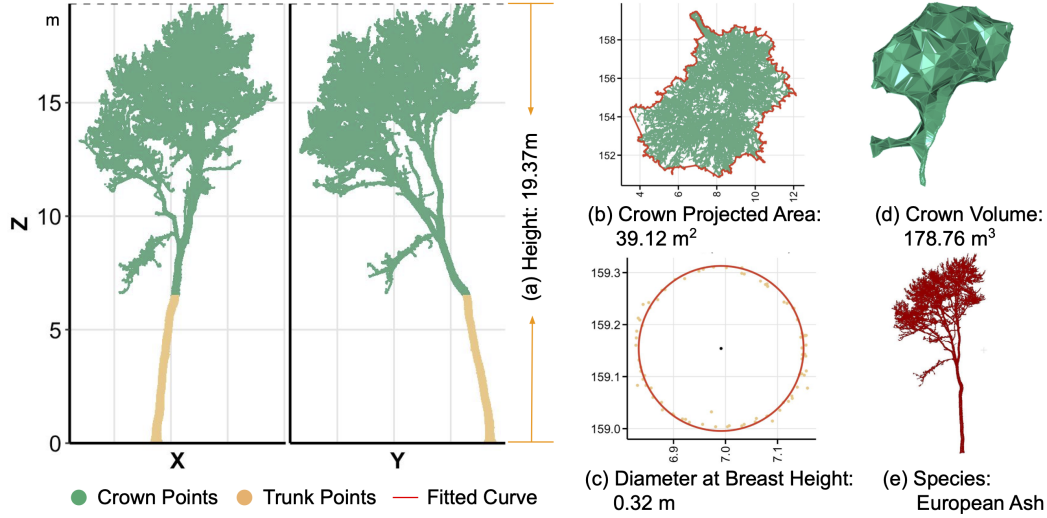 m
15
10
5
0
Z
X
Y
(a) Height: 19.37m
Crown Points
Trunk Points
Fitted Curve
158
156
154
152
4
6
8
10
12
(b) Crown Projected Area:
39.12 m²
159.3
159.2
159.1
159.0
6.9
7.0
7.1
(c) Diameter at Breast Height:
0.32 m
(d) Crown Volume:
178.76 m³
(e) Species:
European Ash